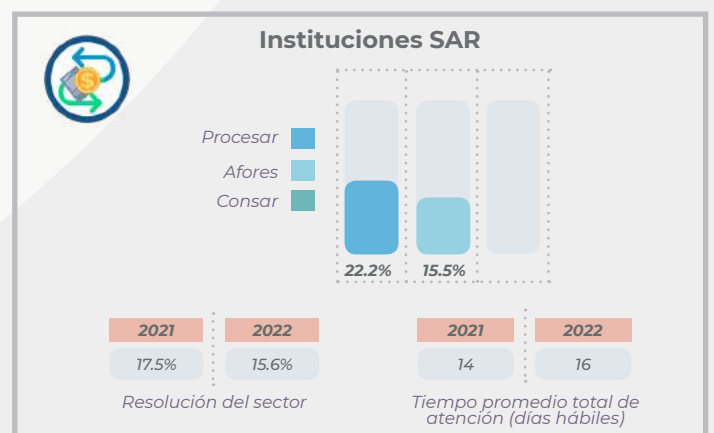 Instituciones SAR
Procesar
Afores
Consar
22.2% 15.5%
2021 2022
17.5% 15.6%
Resolución del sector
2021 2022
14 16
Tiempo promedio total de
atención (días hábiles)